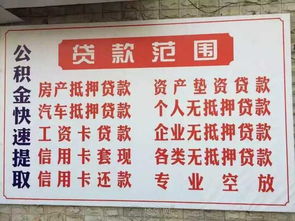 公积金快速提取
贷款范围
房产抵押贷款
资产垫资贷款
汽车抵押贷款
个人无抵押贷款
工资卡贷款
企业无抵押贷款
信用卡套现
各类无抵押贷款
信用卡还款
专业空放